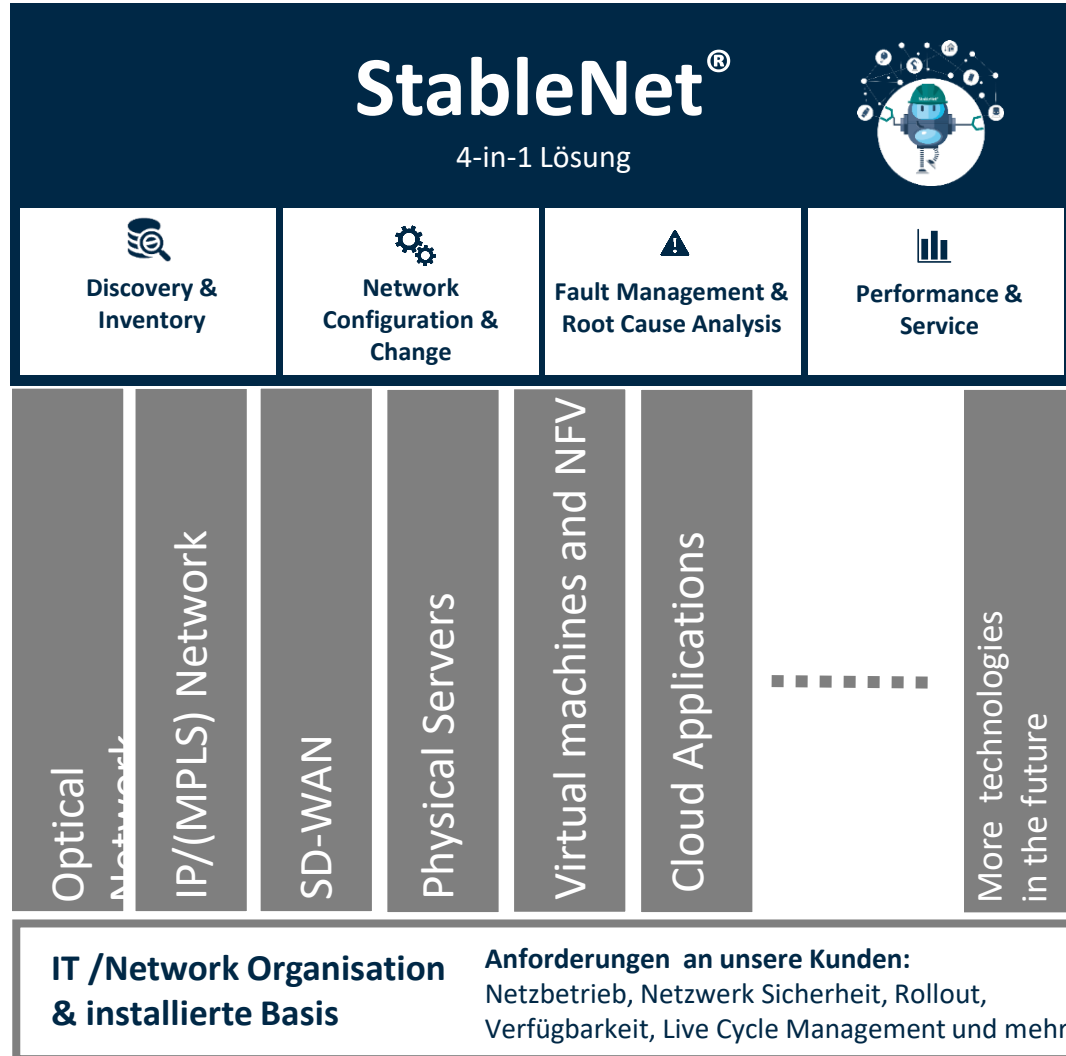 StableNet®
4-in-1 Lösung
Discovery &
Inventory
Network
Configuration &
Change
Fault Management &
Root Cause Analysis
Performance &
Service
Optical
Network
IP/(MPLS) Network
SD-WAN
Physical Servers
Virtual machines and NFV
Cloud Applications
More technologies
in the future
IT /Network Organisation
& installierte Basis
Anforderungen an unsere Kunden:
Netzbetrieb, Netzwerk Sicherheit, Rollout,
Verfügbarkeit, Live Cycle Management und mehr